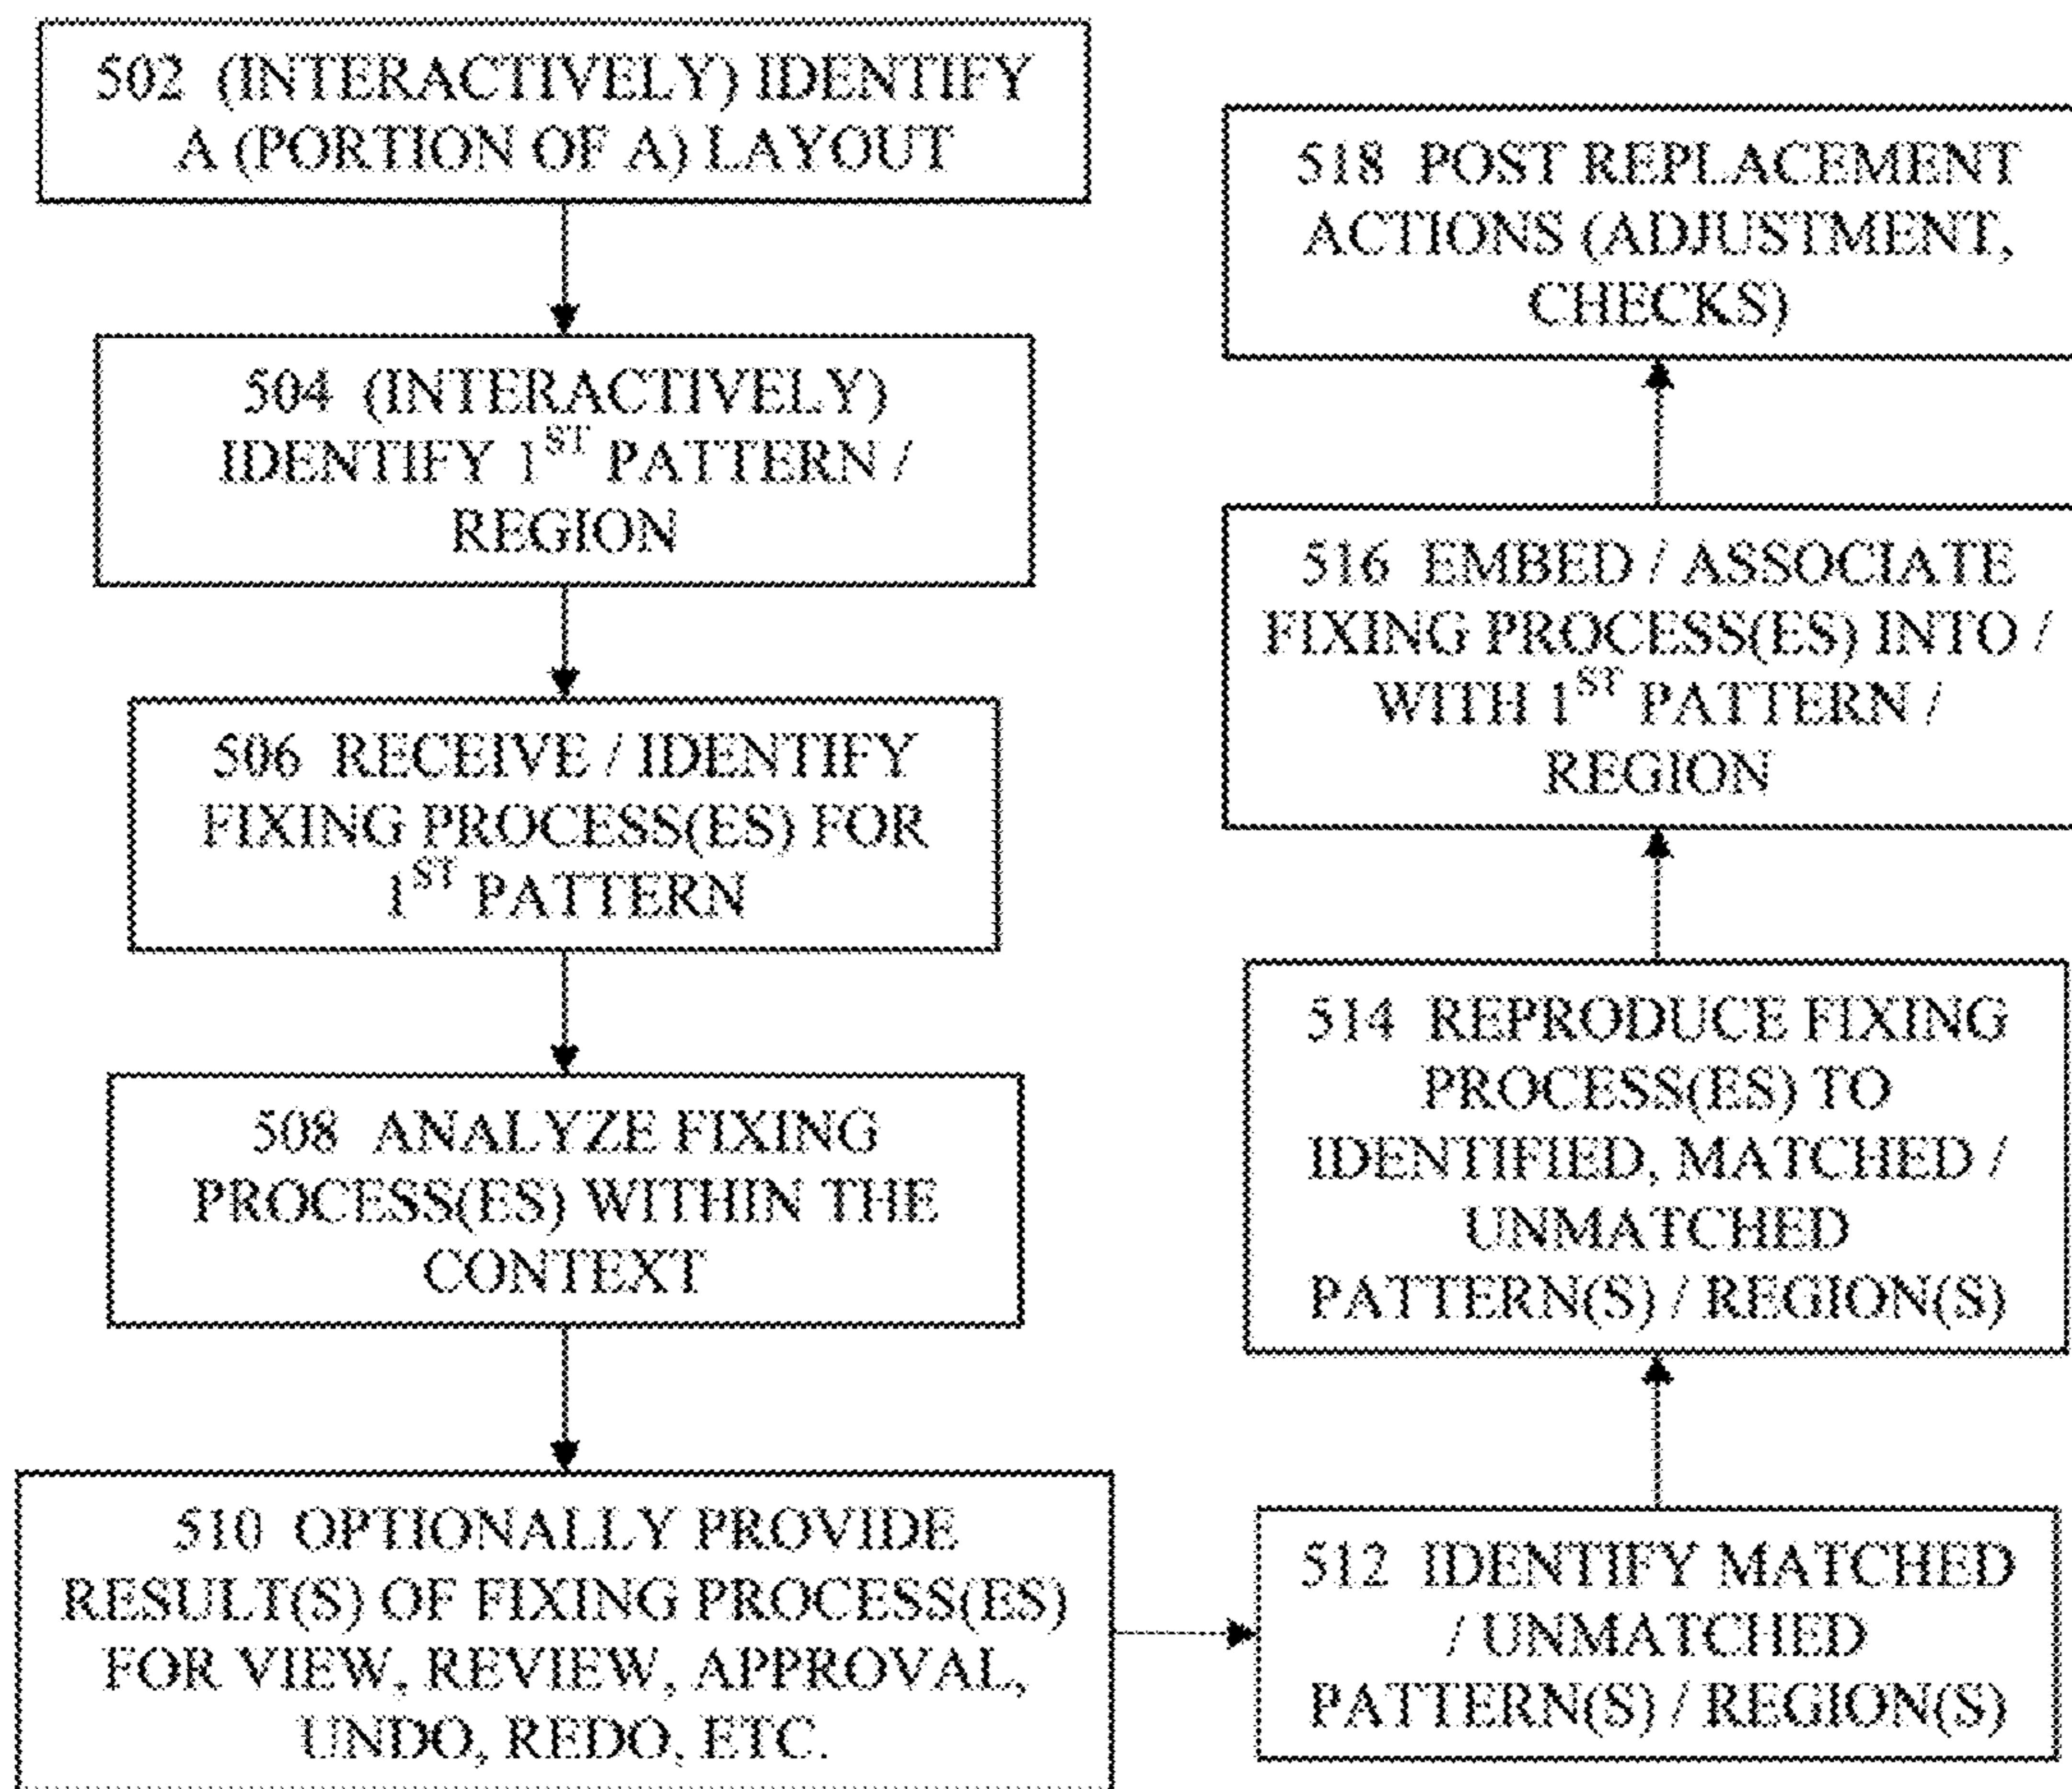 502 (INTERACTIVELY) IDENTIFY
A (PORTION OF A) LAYOUT
504 (INTERACTIVELY)
IDENTIFY 1ST PATTERN /
REGION
506 RECEIVE / IDENTIFY
FIXING PROCESS(ES) FOR
1ST PATTERN
508 ANALYZE FIXING
PROCESS(ES) WITHIN THE
CONTEXT
510 OPTIONALLY PROVIDE
RESULT(S) OF FIXING PROCESS(ES)
FOR VIEW, REVIEW, APPROVAL,
UNDO, REDO, ETC.
512 IDENTIFY MATCHED
/ UNMATCHED
PATTERN(S) / REGION(S)
514 REPRODUCE FIXING
PROCESS(ES) TO
IDENTIFIED, MATCHED /
UNMATCHED
PATTERN(S) / REGION(S)
516 EMBED / ASSOCIATE
FIXING PROCESS(ES) INTO /
WITH 1ST PATTERN /
REGION
518 POST REPLACEMENT
ACTIONS (ADJUSTMENT,
CHECKS)